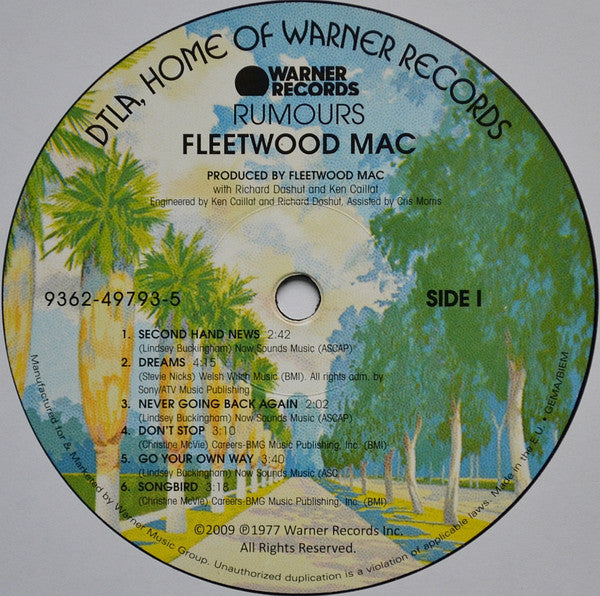 DTLA, HOME OF WARNER RECORDS
WARNER
RECORDS
RUMOURS
FLEETWOOD MAC
PRODUCED BY FLEETWOOD MAC
with Richard Dashut and Ken Caillat
Engineered by Ken Caillat and Richard Dashut, Assisted by Cris Morris
9362-49793-5
SIDE I
1. SECOND HAND NEWS 2:42
(Lindsey Buckingham) Now Sounds Music (ASCAP)
2. DREAMS 4:15
(Stevie Nicks) Welsh Witch Music (BMI). All rights adm. by
Sony/ATV Music Publishing
3. NEVER GOING BACK AGAIN 2:02
(Lindsey Buckingham) Now Sounds Music (ASCAP)
4. DON'T STOP 3:10
(Christine McVie) Careers-BMG Music Publishing, Inc. (BMI)
5. GO YOUR OWN WAY 3:40
(Lindsey Buckingham) Now Sounds Music (ASC
6. SONGBIRD 3:18
(Christine McVie) Careers-BMG Music Publishing, Inc. (BMI)
©2009 ℗1977 Warner Records Inc.
All Rights Reserved.
Manufactured for & Marketed by Warner Music Group. Unauthorized duplication is a violation of applicable laws. Made in the E.U. • GEMA/BIEM